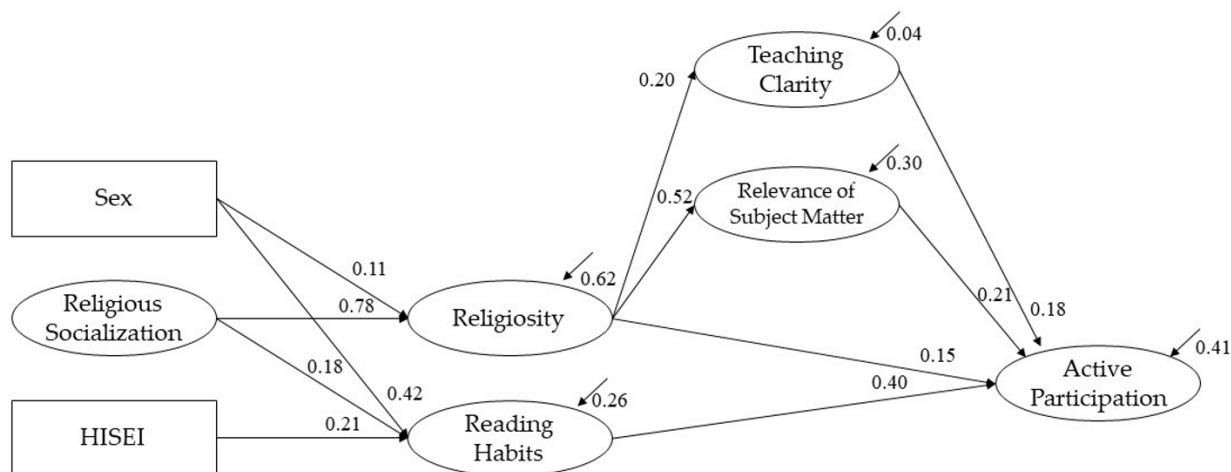 0.04
Teaching
Clarity
0.20
0.30
Relevance of
Subject Matter
0.52
Sex
0.11
0.62
Religious
Socialization
0.78
Religiosity
0.21
0.18
0.15
0.41
Active
Participation
0.18
0.42
0.40
0.26
HISEI
0.21
Reading
Habits